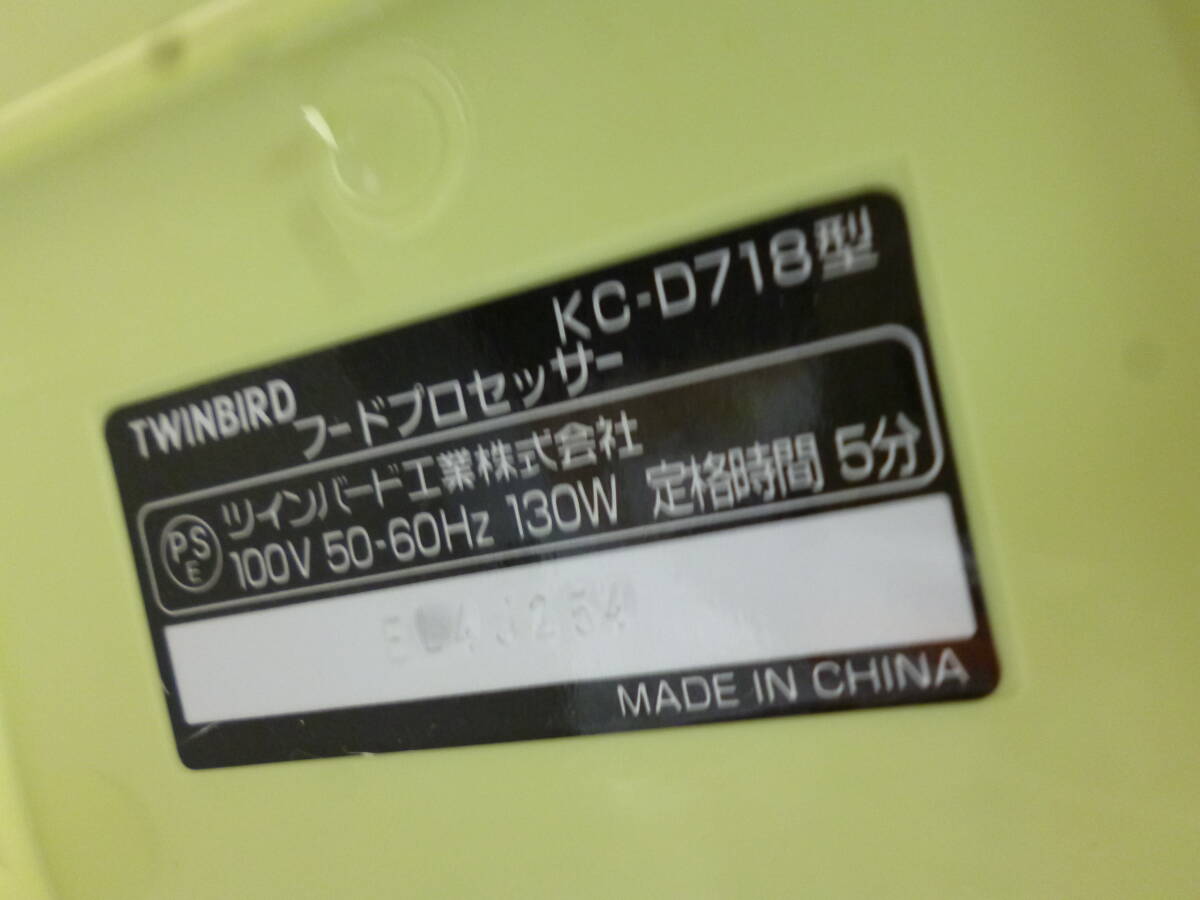 KC-D718型
TWINBIRD フードプロセッサー
PSE ツインバード工業株式会社
100V 50-60Hz 130W 定格時間 5分
MADE IN CHINA